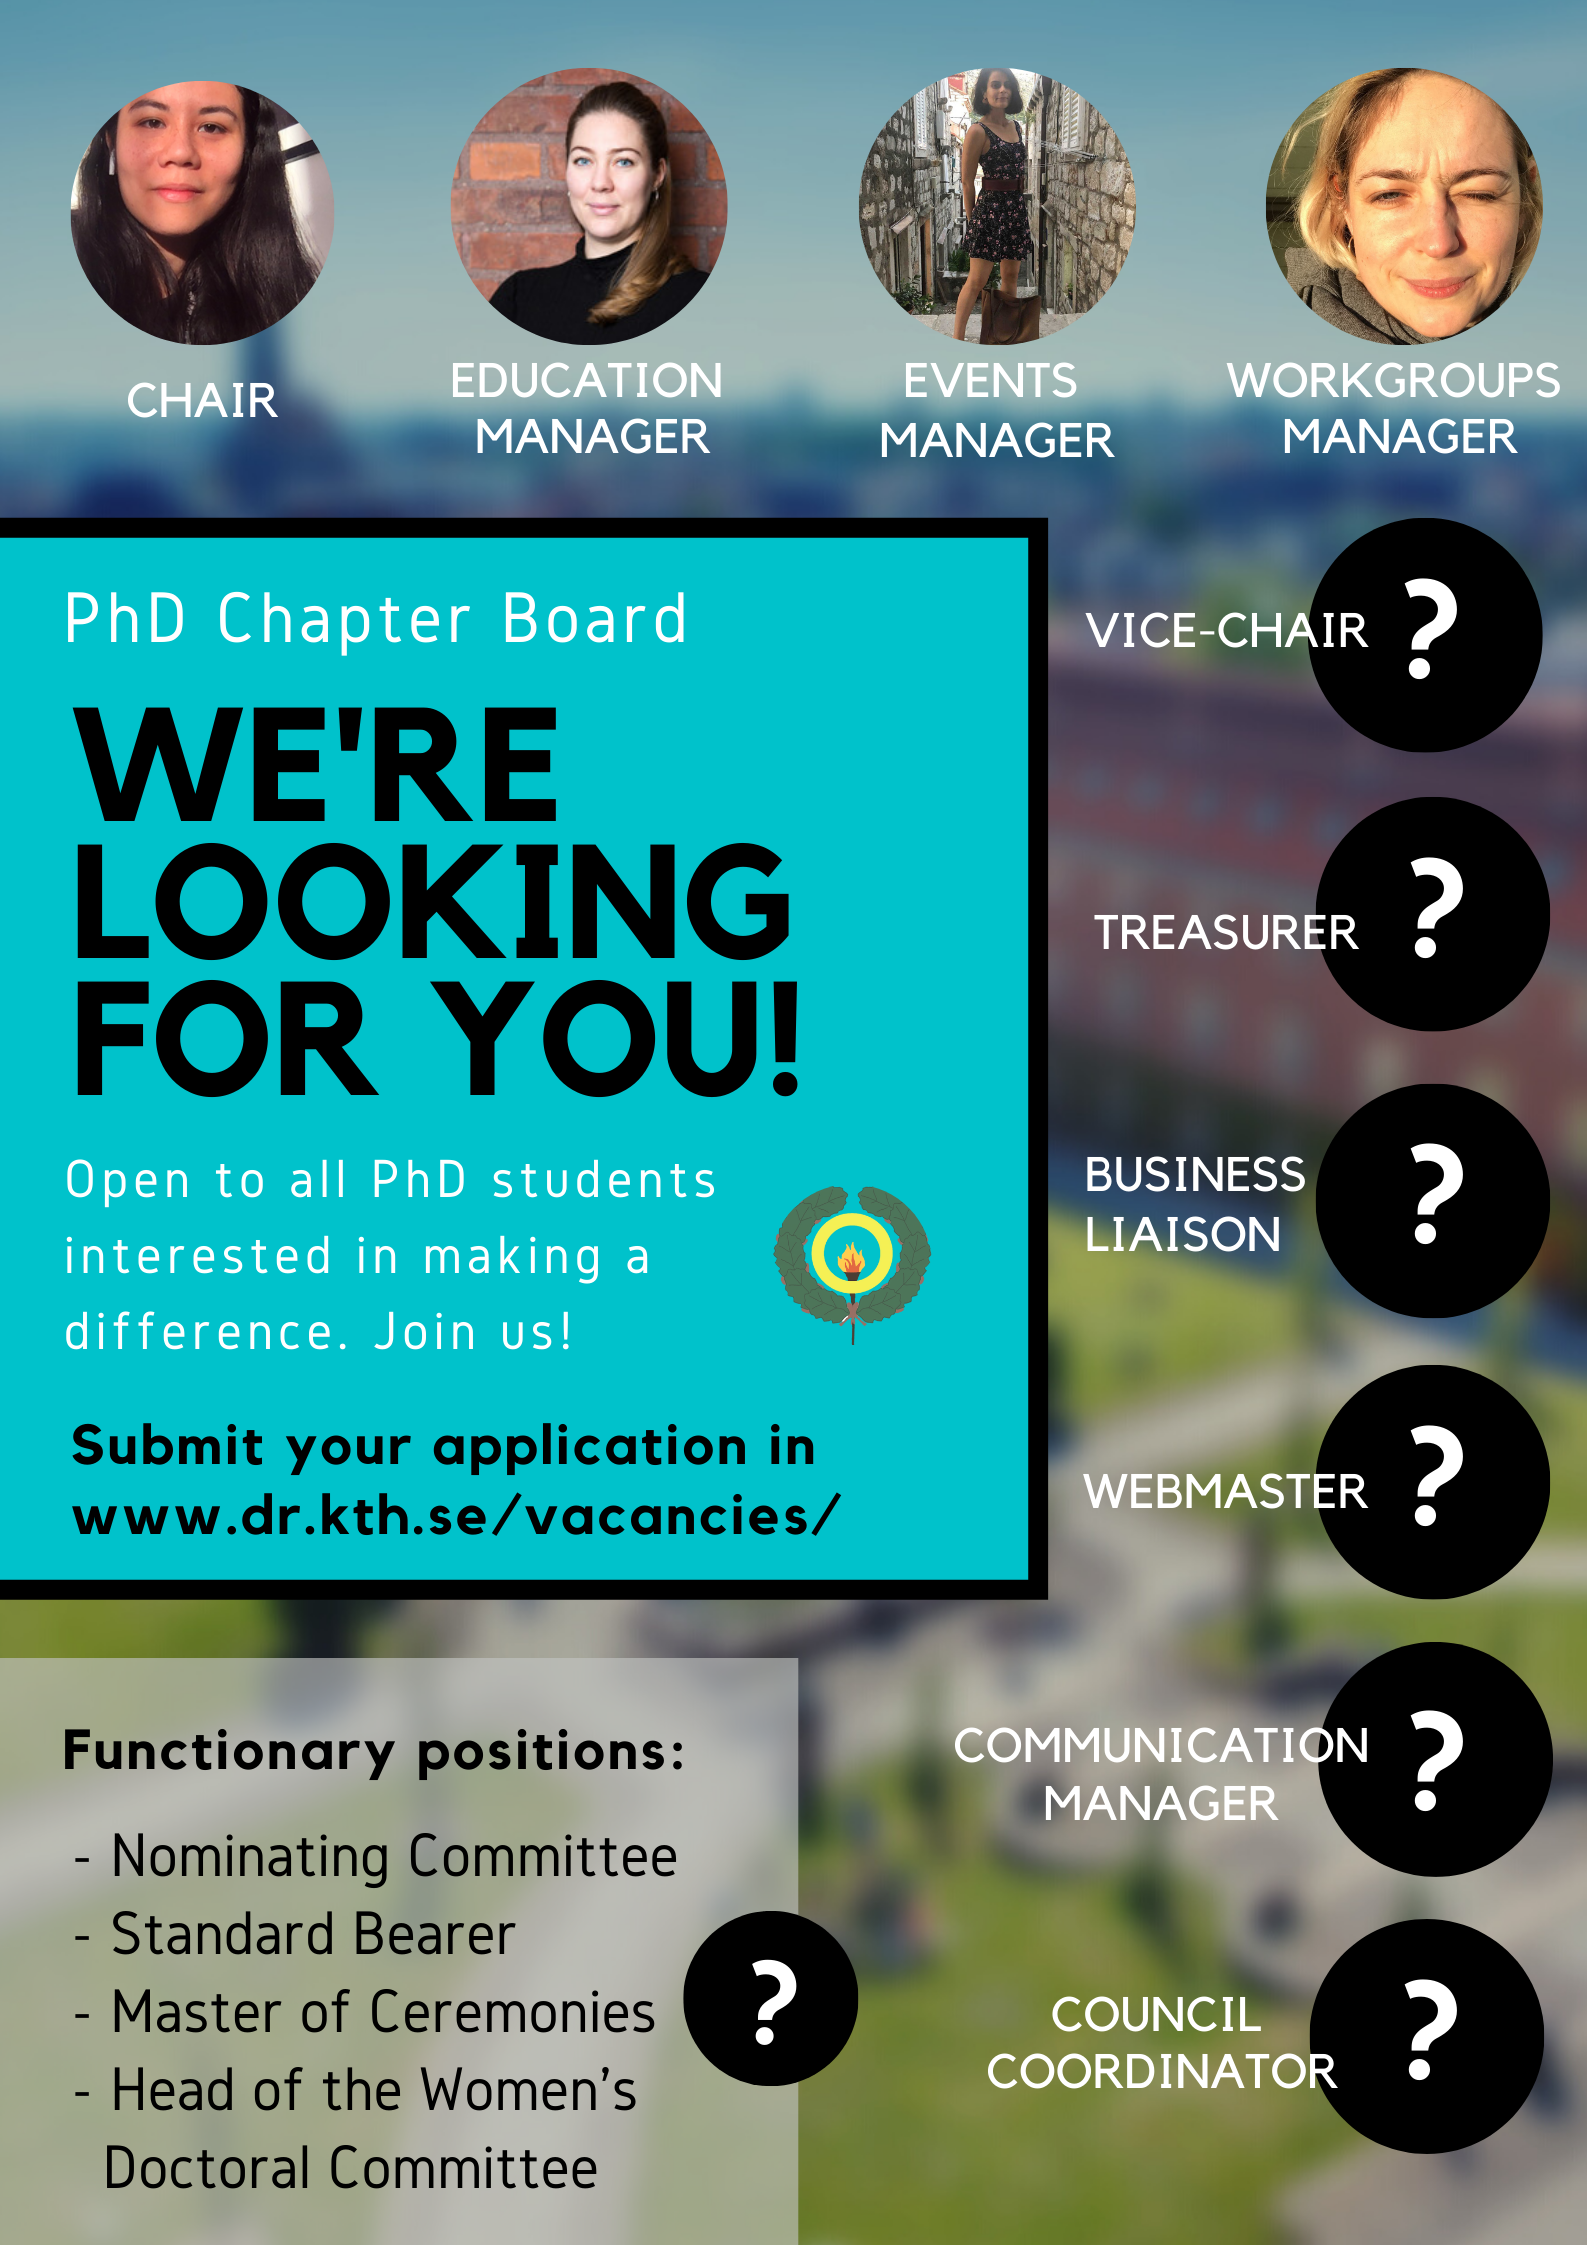 CHAIR
EDUCATION
MANAGER
EVENTS
MANAGER
WORKGROUPS
MANAGER
PhD Chapter Board
WE'RE
LOOKING
FOR YOU!
Open to all PhD students
interested in making a
difference. Join us!
Submit your application in
www.dr.kth.se/vacancies/
VICE-CHAIR ?
TREASURER ?
BUSINESS
LIAISON
?
WEBMASTER ?
COMMUNICATION
MANAGER
?
COUNCIL
COORDINATOR
?
Functionary positions:
- Nominating Committee
- Standard Bearer
- Master of Ceremonies
- Head of the Women’s
Doctoral Committee
?